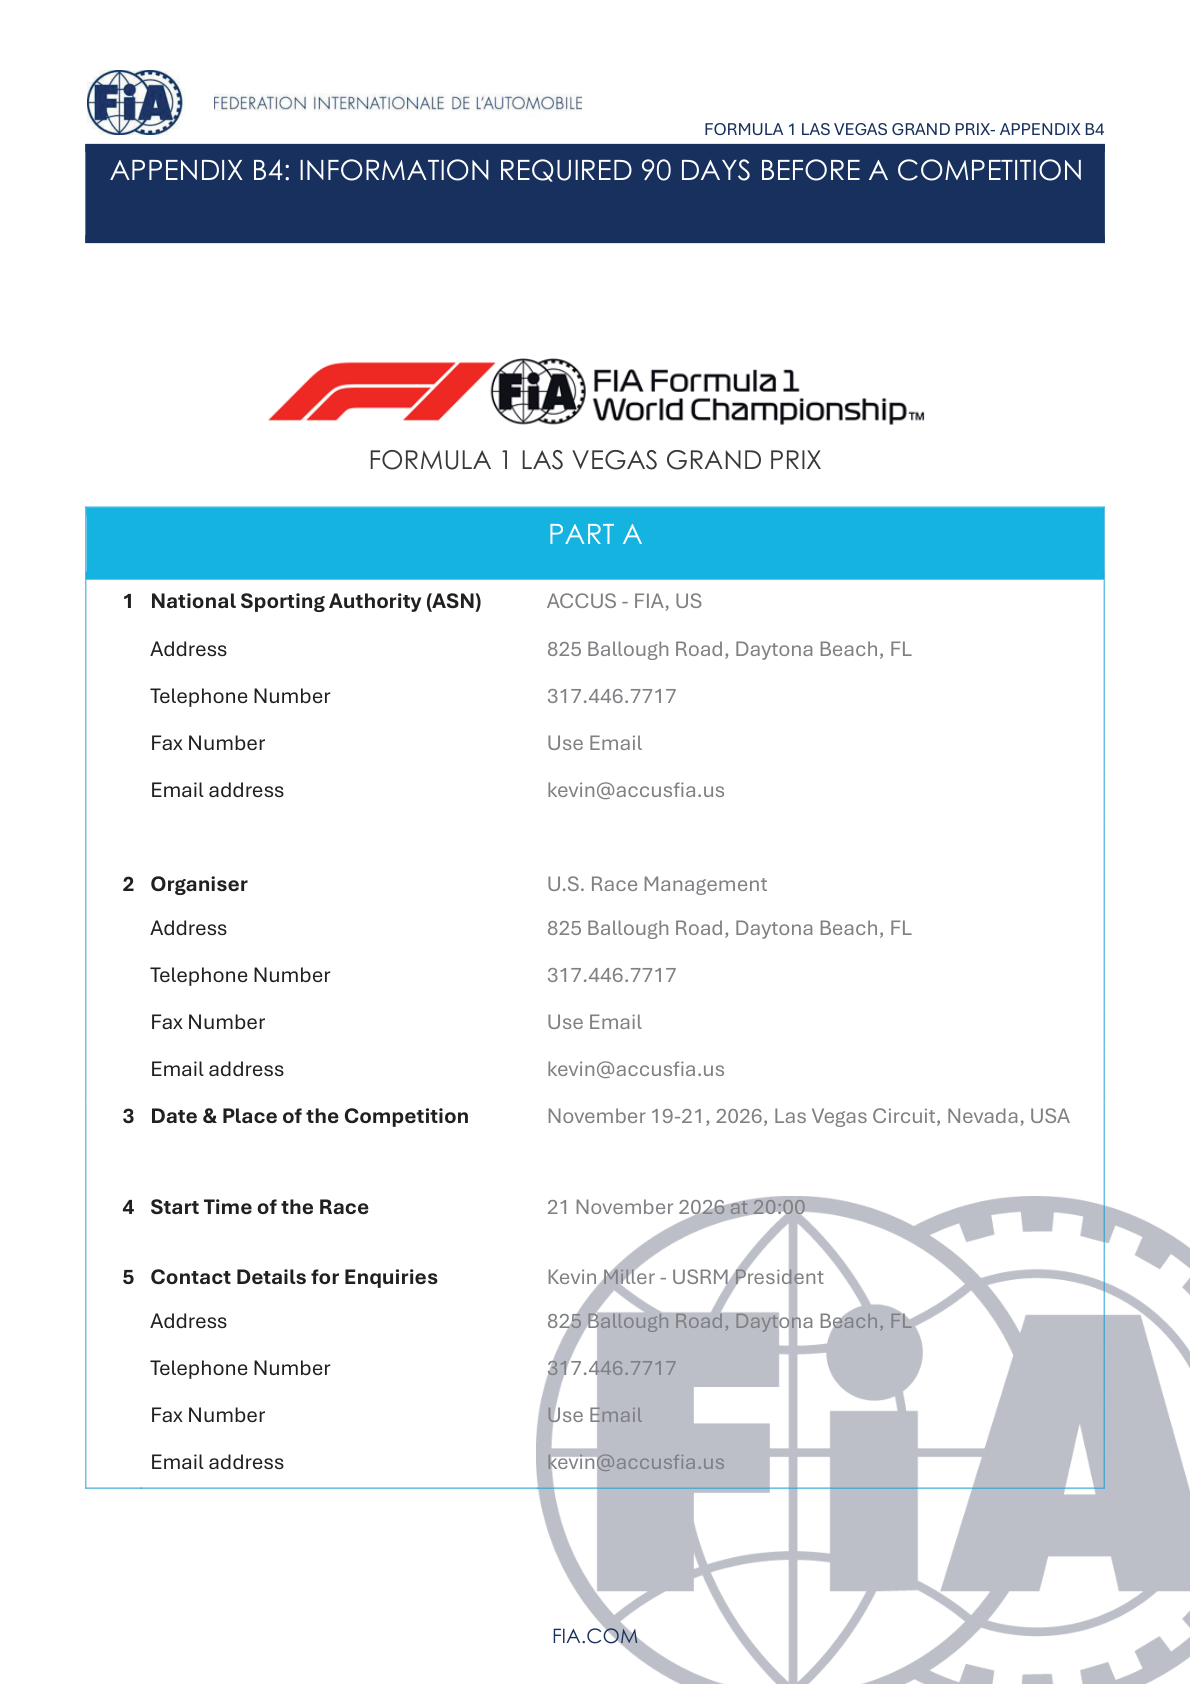 FiA FEDERATION INTERNATIONALE DE L'AUTOMOBILE
FORMULA 1 LAS VEGAS GRAND PRIX- APPENDIX B4
APPENDIX B4: INFORMATION REQUIRED 90 DAYS BEFORE A COMPETITION
F1 FiA FIA Formula 1
World Championship™
FORMULA 1 LAS VEGAS GRAND PRIX
PART A
1 National Sporting Authority (ASN) ACCUS - FIA, US
Address 825 Ballough Road, Daytona Beach, FL
Telephone Number 317.446.7717
Fax Number Use Email
Email address kevin@accusfia.us
2 Organiser U.S. Race Management
Address 825 Ballough Road, Daytona Beach, FL
Telephone Number 317.446.7717
Fax Number Use Email
Email address kevin@accusfia.us
3 Date & Place of the Competition November 19-21, 2026, Las Vegas Circuit, Nevada, USA
4 Start Time of the Race 21 November 2026 at 20:00
5 Contact Details for Enquiries Kevin Miller - USRM President
Address 825 Ballough Road, Daytona Beach, FL
Telephone Number 317.446.7717
Fax Number Use Email
Email address kevin@accusfia.us
FiA
FIA.COM